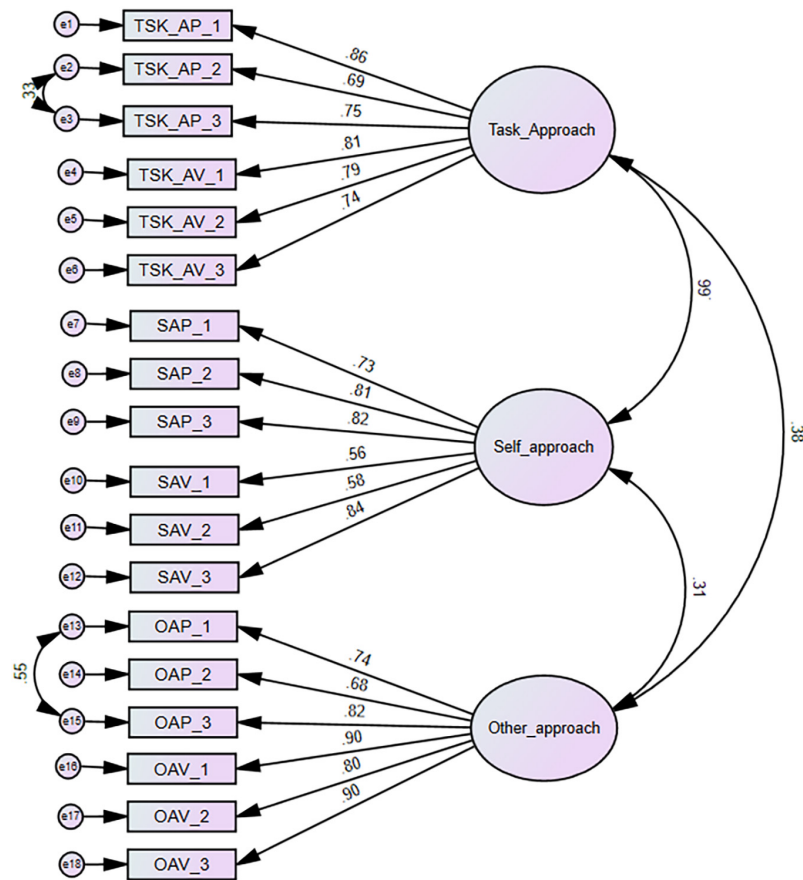 e1
TSK_AP_1
.86
e2
TSK_AP_2
.69
.33
e3
TSK_AP_3
.75
Task_Approach
e4
TSK_AV_1
.81
e5
TSK_AV_2
.79
e6
TSK_AV_3
.74
.99
e7
SAP_1
.73
e8
SAP_2
.81
e9
SAP_3
.82
Self_approach
.38
e10
SAV_1
.56
e11
SAV_2
.58
e12
SAV_3
.84
.31
e13
OAP_1
.74
.55
e14
OAP_2
.68
e15
OAP_3
.82
Other_approach
e16
OAV_1
.90
e17
OAV_2
.80
e18
OAV_3
.90